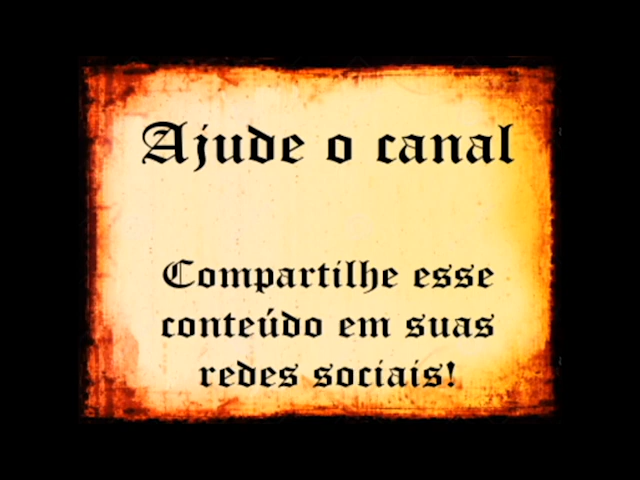 Ajude o canal
Compartilhe esse
conteúdo em suas
redes sociais!